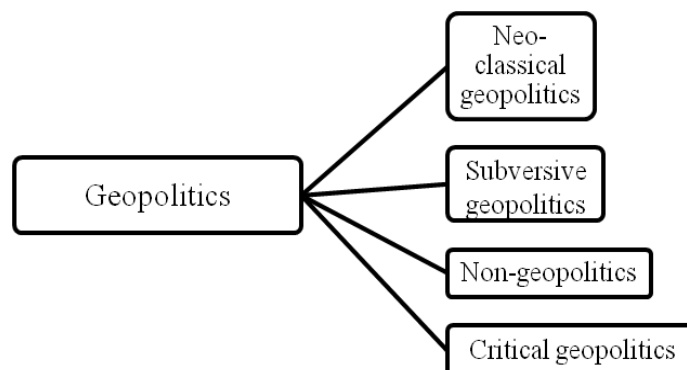 Neo-
classical
geopolitics
Geopolitics
Subversive
geopolitics
Non-geopolitics
Critical geopolitics